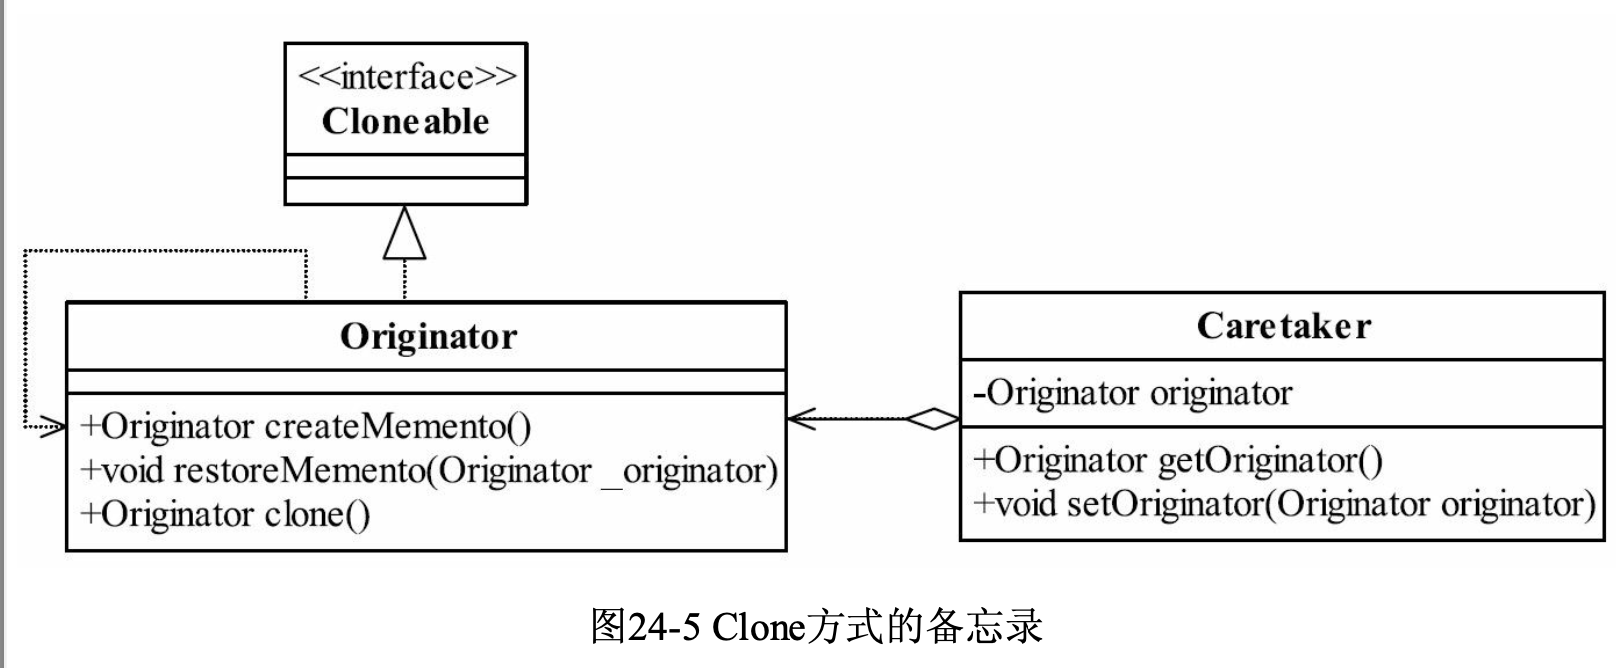 <<interface>>
Cloneable
Originator
+Originator createMemento()
+void restoreMemento(Originator _originator)
+Originator clone()
Caretaker
-Originator originator
+Originator getOriginator()
+void setOriginator(Originator originator)
图24-5 Clone方式的备忘录